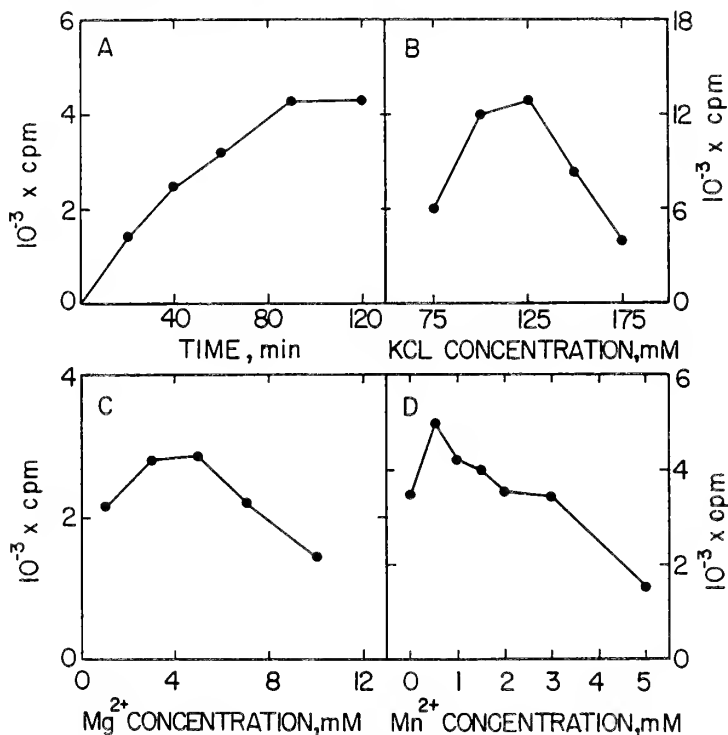 A
10⁻³ x cpm
6
4
2
0
40
80
120
TIME, min
B
10⁻³ x cpm
18
12
6
0
75
125
175
KCL CONCENTRATION,mM
C
10⁻³ x cpm
4
2
0
0
4
8
12
Mg²⁺ CONCENTRATION,mM
D
10⁻³ x cpm
6
4
2
0
0
1
2
3
4
5
Mn²⁺ CONCENTRATION,mM